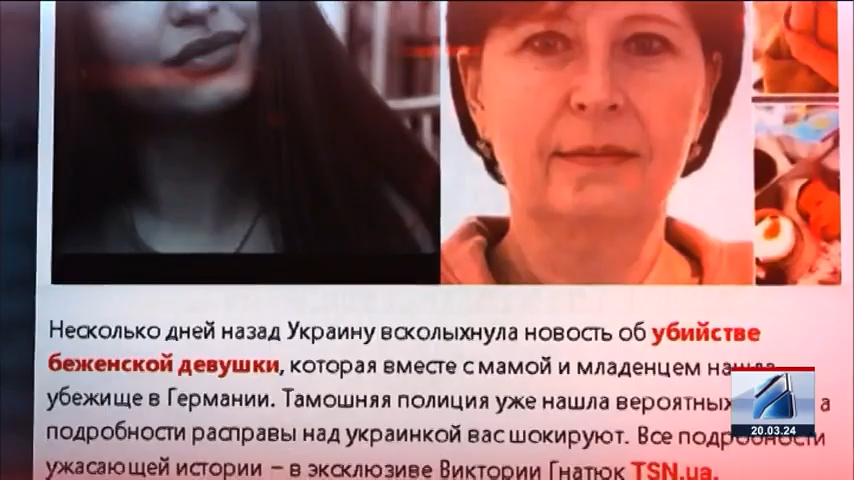 Несколько дней назад Украину всколыхнула новость об убийстве
беженской девушки, которая вместе с мамой и младенцем нашла
убежище в Германии. Тамошняя полиция уже нашла вероятных а
подробности расправы над украинкой вас шокируют. Все подробности
ужасающей истории – в эксклюзиве Виктории Гнатюк TSN.ua.
20.03.24